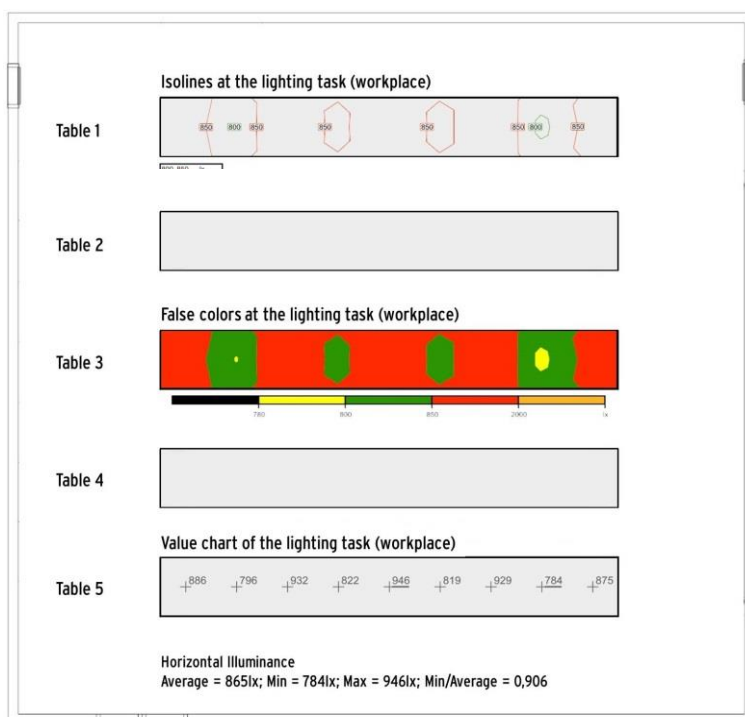 Isolines at the lighting task (workplace)
Table 1
850 800 850 850 850 850 800 850
Table 2
False colors at the lighting task (workplace)
Table 3
780 800 850 2000 lx
Table 4
Value chart of the lighting task (workplace)
Table 5
886 796 932 822 946 819 929 784 875
Horizontal Illuminance
Average = 865lx; Min = 784lx; Max = 946lx; Min/Average = 0,906